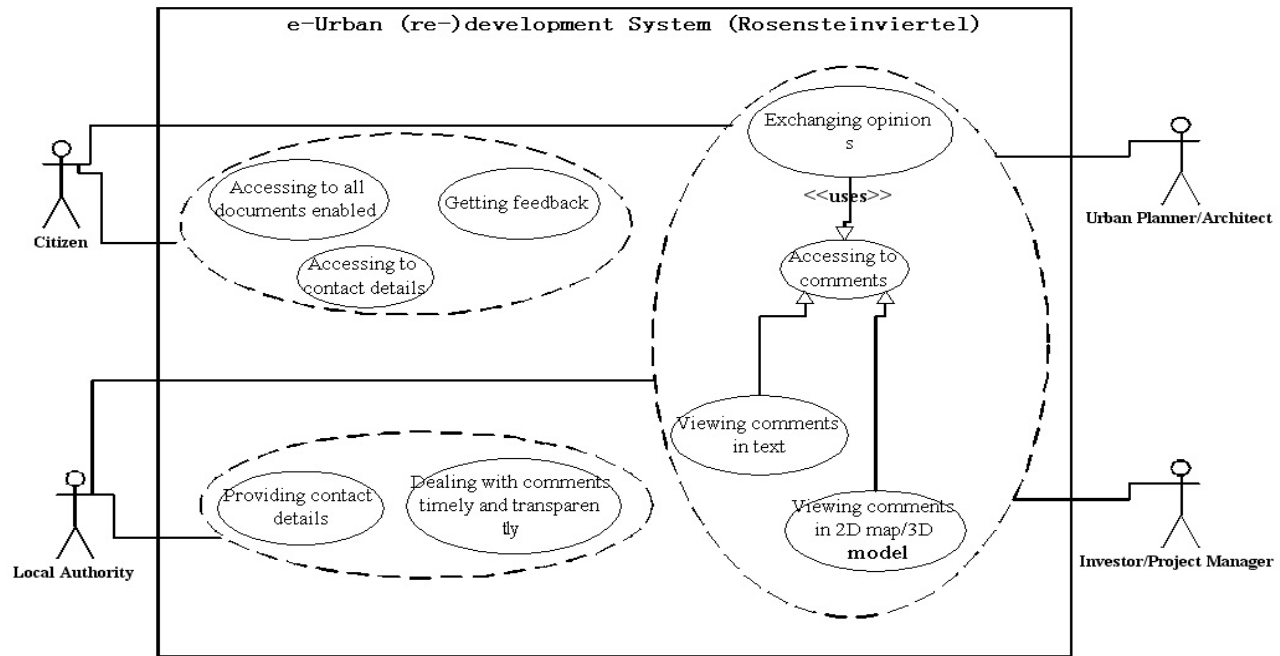 e-Urban (re-)development System (Rosensteinviertel)
Exchanging opinion
s
<<uses>>
Accessing to
comments
Accessing to all
documents enabled
Getting feedback
Accessing to
contact details
Citizen
Urban Planner/Architect
Viewing comments
in text
Viewing comments
in 2D map/3D
model
Providing contact
details
Dealing with comments
timely and transparen
tly
Local Authority
Investor/Project Manager